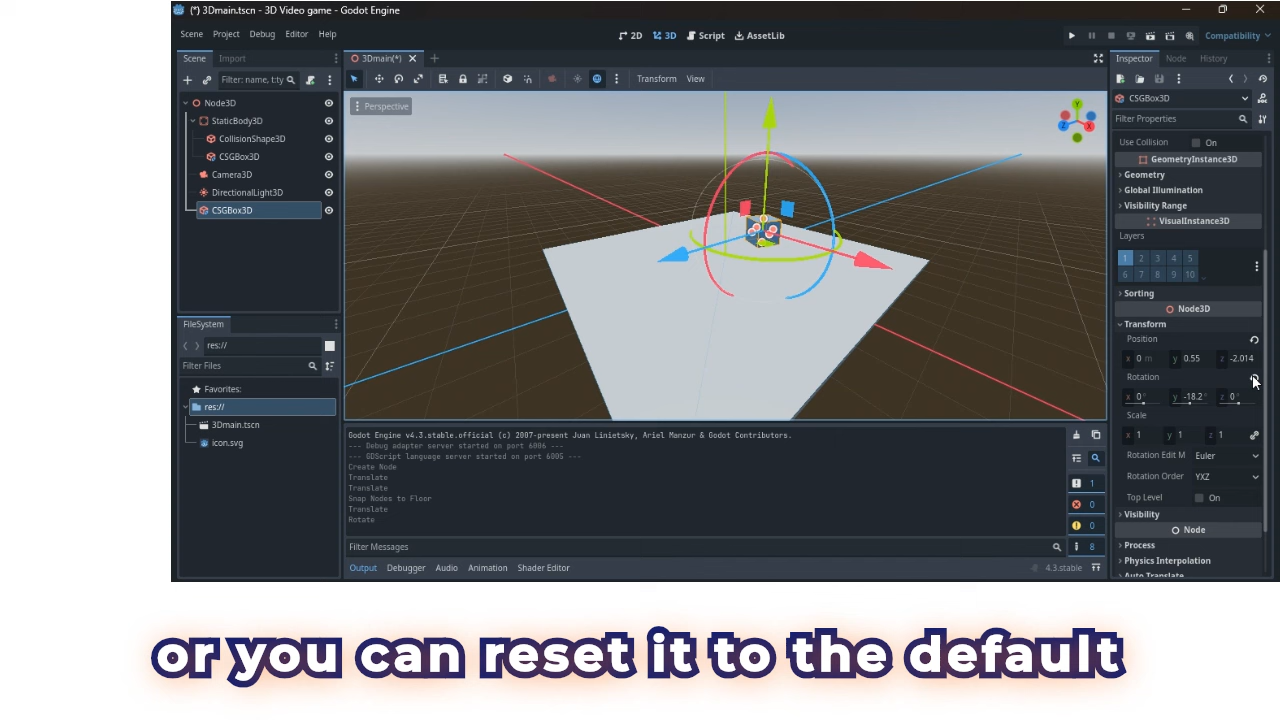 (*) 3Dmain.tscn - 3D Video game - Godot Engine
Scene Project Debug Editor Help
2D 3D Script AssetLib
Compatibility
Scene Import
3Dmain(*)
Inspector Node History
Filter: name, t:ty
Transform View
CSGBox3D
Filter Properties
Node3D
StaticBody3D
CollisionShape3D
CSGBox3D
Camera3D
DirectionalLight3D
CSGBox3D
Perspective
Y
Z
X
Use Collision On
GeometryInstance3D
Geometry
Global Illumination
Visibility Range
VisualInstance3D
Layers
1 2 3 4 5
6 7 8 9 10
Sorting
Node3D
Transform
Position
x 0 m y 0.55 z -2.014
Rotation
x 0° y -18.2° z 0°
Scale
x 1 y 1 z 1
Rotation Edit M Euler
Rotation Order YXZ
Top Level On
Visibility
Node
Process
Physics Interpolation
Auto Translate
FileSystem
res://
Filter Files
Favorites:
res://
3Dmain.tscn
icon.svg
Godot Engine v4.3.stable.official (c) 2007-present Juan Linietsky, Ariel Manzur & Godot Contributors.
--- Debug adapter server started on port 6006 ---
--- GDScript language server started on port 6005 ---
Create Node
Translate
Translate
Snap Nodes to Floor
Translate
Rotate
1
0
0
8
Filter Messages
Output Debugger Audio Animation Shader Editor
4.3.stable
or you can reset it to the default